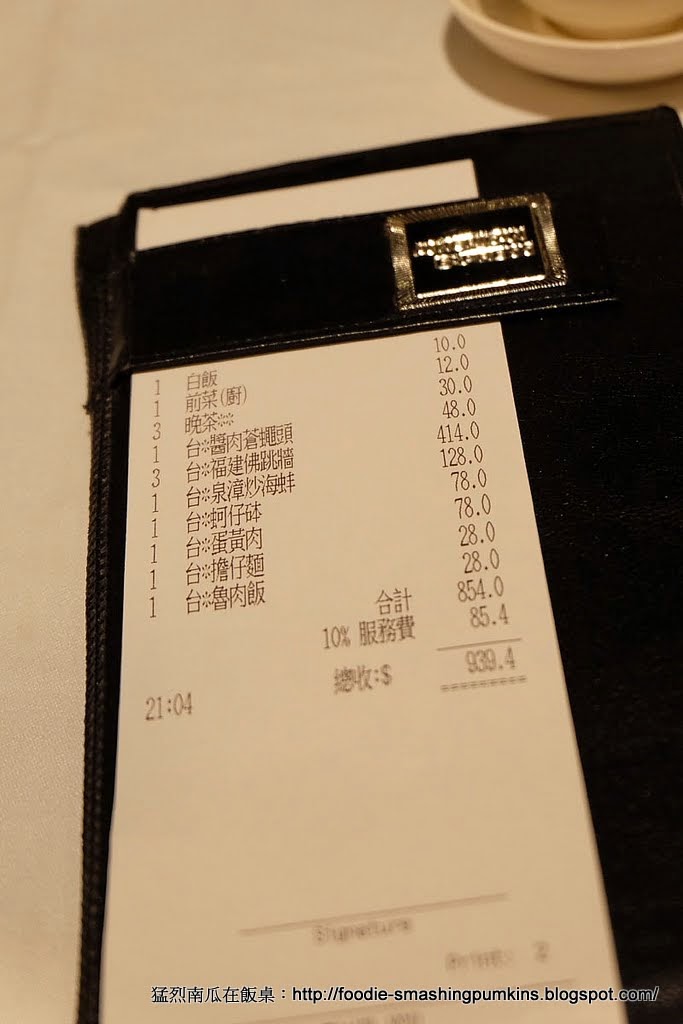 1 白飯 10.0
1 前菜(廚) 12.0
3 晚茶** 30.0
1 台*醬肉蒼蠅頭 48.0
3 台*福建佛跳牆 414.0
1 台*泉漳炒海蚌 128.0
1 台*蚵仔砵 78.0
1 台*蛋黃肉 78.0
1 台*擔仔麵 28.0
1 台*魯肉飯 28.0
合計 854.0
10% 服務費 85.4
總收:$ 939.4
21:04
Signature
猛烈南瓜在飯桌：http://foodie-smashingpumkins.blogspot.com/